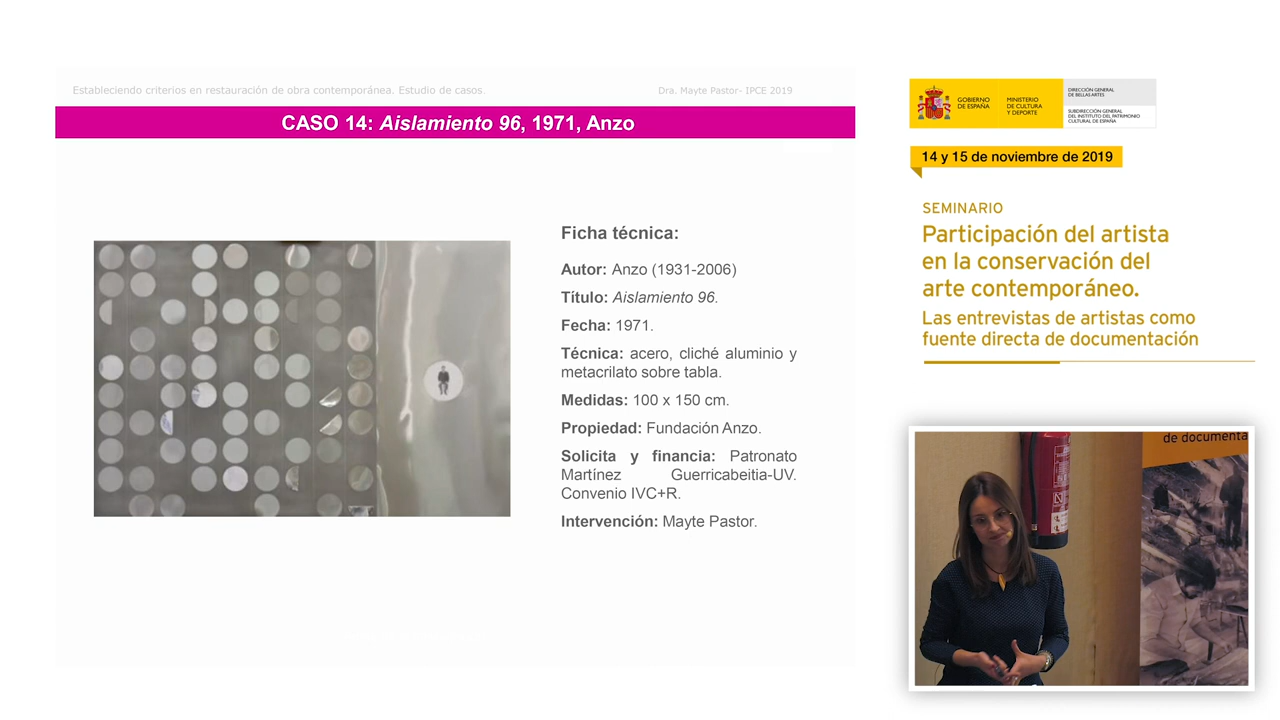 Estableciendo criterios en restauración de obra contemporánea. Estudio de casos.
Dra. Mayte Pastor- IPCE 2019
CASO 14: Aislamiento 96, 1971, Anzo
Ficha técnica:
Autor: Anzo (1931-2006)
Título: Aislamiento 96.
Fecha: 1971.
Técnica: acero, cliché aluminio y
metacrilato sobre tabla.
Medidas: 100 x 150 cm.
Propiedad: Fundación Anzo.
Solicita y financia: Patronato
Martínez Guerricabeitia-UV.
Convenio IVC+R.
Intervención: Mayte Pastor.
GOBIERNO
DE ESPAÑA
MINISTERIO
DE CULTURA
Y DEPORTE
DIRECCIÓN GENERAL
DE BELLAS ARTES
SUBDIRECCIÓN GENERAL
DEL INSTITUTO DEL PATRIMONIO
CULTURAL DE ESPAÑA
14 y 15 de noviembre de 2019
SEMINARIO
Participación del artista
en la conservación del
arte contemporáneo.
Las entrevistas de artistas como
fuente directa de documentación
de documenta